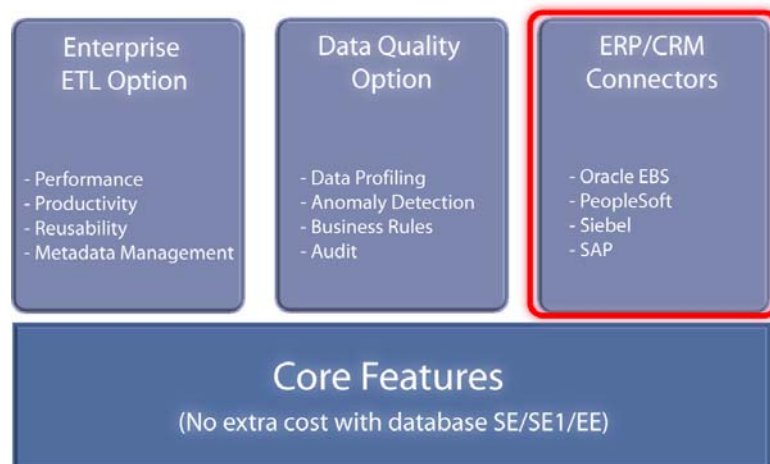 Enterprise
ETL Option
- Performance
- Productivity
- Reusability
- Metadata Management
Data Quality
Option
- Data Profiling
- Anomaly Detection
- Business Rules
- Audit
ERP/CRM
Connectors
- Oracle EBS
- PeopleSoft
- Siebel
- SAP
Core Features
(No extra cost with database SE/SE1/EE)